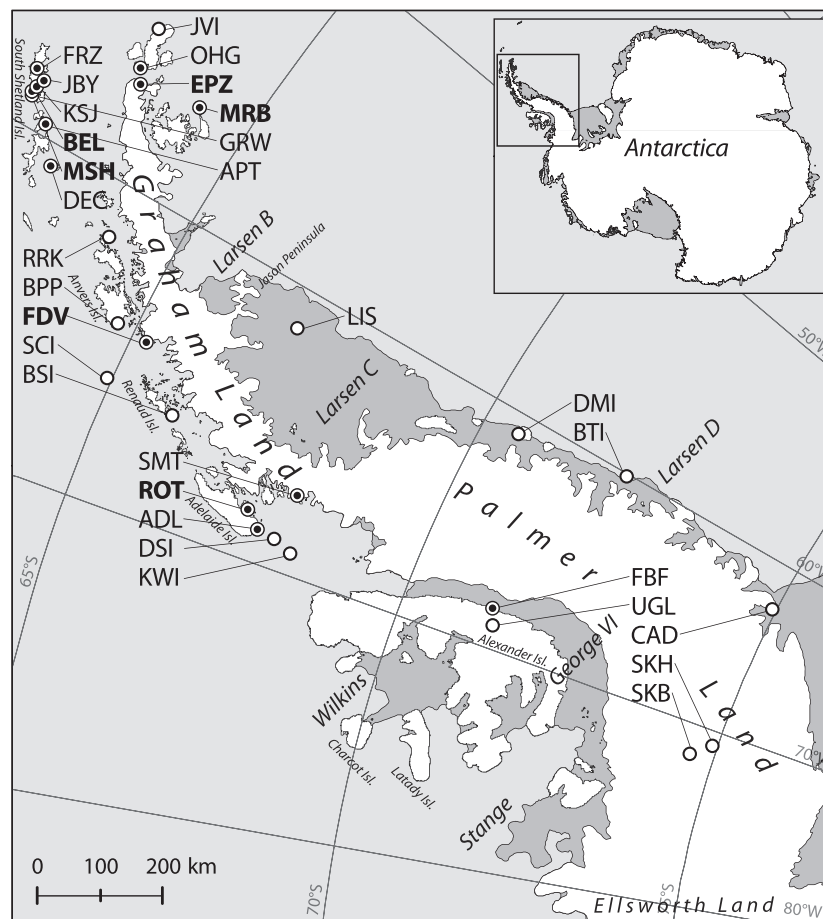 JVI
FRZ
OHG
JBY
EPZ
KSJ
MRB
BEL
GRW
MSH
APT
DEC
South Shetland Isl.
Antarctica
Graham Land
Larsen B
Jason Peninsula
RRK
BPP
Anvers Isl.
FDV
SCI
BSI
Renaud Isl.
LIS
Larsen C
50°W
DMI
BTI
Larsen D
SMT
ROT
ADL
Adelaide Isl.
DSI
KWI
Palmer Land
65°S
60°W
FBF
UGL
CAD
SKH
SKB
Alexander Isl.
George VI
Wilkins
Charcot Isl.
Latady Isl.
Stange
70°W
0 100 200 km
70°S
75°S
Ellsworth Land
80°W